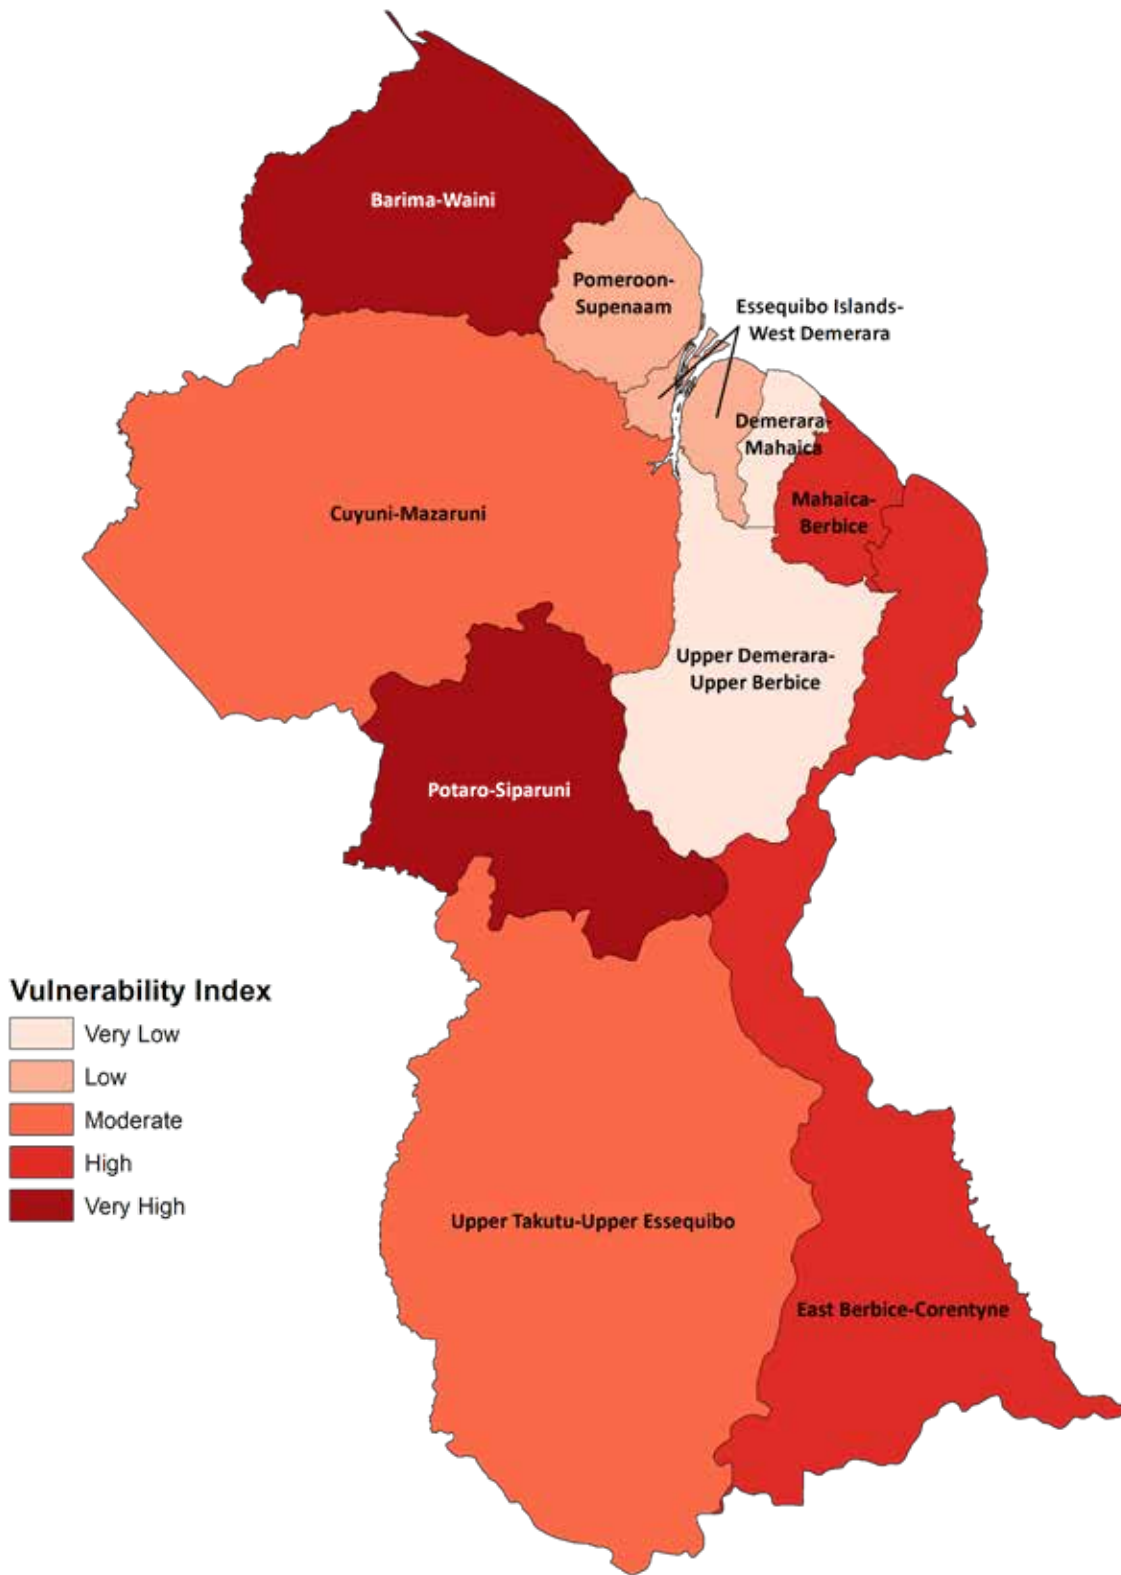 Barima-Waini
Pomeroon-
Supenaam
Essequibo Islands-
West Demerara
Demerara-
Mahaica
Mahaica-
Berbice
Cuyuni-Mazaruni
Upper Demerara-
Upper Berbice
Potaro-Siparuni
Vulnerability Index
Very Low
Low
Moderate
High
Very High
Upper Takutu-Upper Essequibo
East Berbice-Corentyne